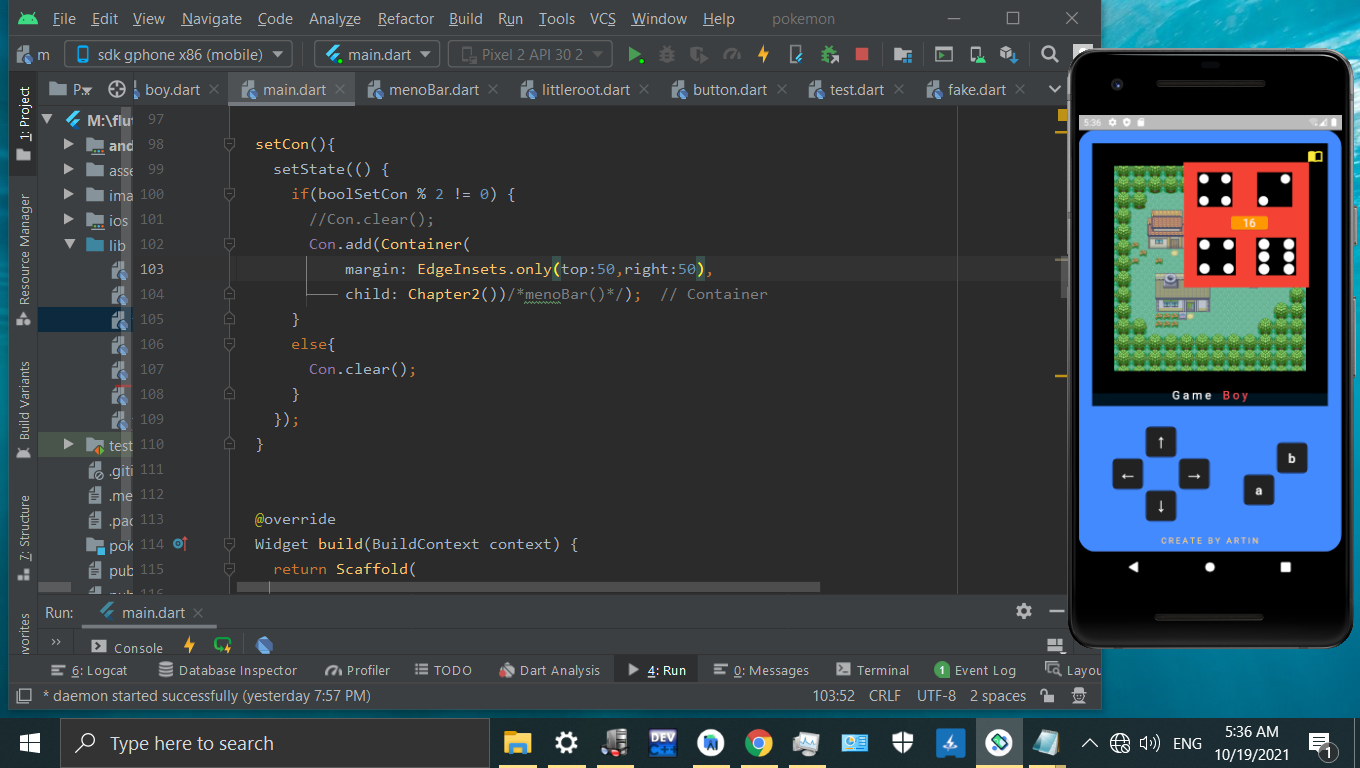 File Edit View Navigate Code Analyze Refactor Build Run Tools VCS Window Help pokemon
m sdk gphone x86 (mobile) main.dart Pixel 2 API 30 2
P.. boy.dart main.dart menoBar.dart littleroot.dart button.dart test.dart fake.dart
1: Project
Resource Manager
Build Variants
7: Structure
vorites
M:\flut
and
asse
ima
ios
lib
test
.giti
.me
.pac
pok
pub
97
98 setCon(){
99 setState(() {
100 if(boolSetCon % 2 != 0) {
101 //Con.clear();
102 Con.add(Container(
103 margin: EdgeInsets.only(top:50,right:50),
104 child: Chapter2())/*menoBar()*/); // Container
105 }
106 else{
107 Con.clear();
108 }
109 });
110 }
111
112
113 @override
114 Widget build(BuildContext context) {
115 return Scaffold(
116
Run: main.dart
Console
6: Logcat Database Inspector Profiler TODO Dart Analysis 4: Run 0: Messages Terminal 1 Event Log Layou
* daemon started successfully (yesterday 7:57 PM) 103:52 CRLF UTF-8 2 spaces
5:36
16
Game Boy
↑
← →
↓
b
a
CREATE BY ARTIN
Type here to search
DEV C++
ENG
5:36 AM
10/19/2021
1